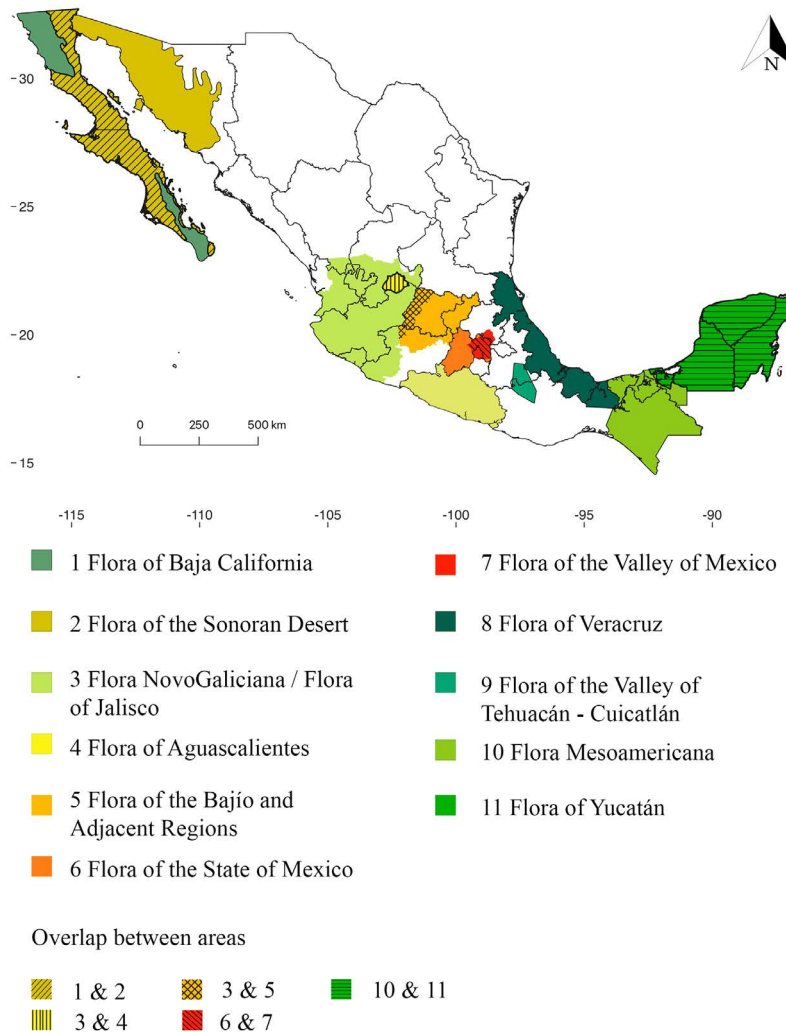 N
30
25
20
15
0 250 500 km
-115 -110 -105 -100 -95 -90
1 Flora of Baja California
2 Flora of the Sonoran Desert
3 Flora NovoGaliciana / Flora
of Jalisco
4 Flora of Aguascalientes
5 Flora of the Bajío and
Adjacent Regions
6 Flora of the State of Mexico
7 Flora of the Valley of Mexico
8 Flora of Veracruz
9 Flora of the Valley of
Tehuacán - Cuicatlán
10 Flora Mesoamericana
11 Flora of Yucatán
Overlap between areas
1 & 2
3 & 4
3 & 5
6 & 7
10 & 11